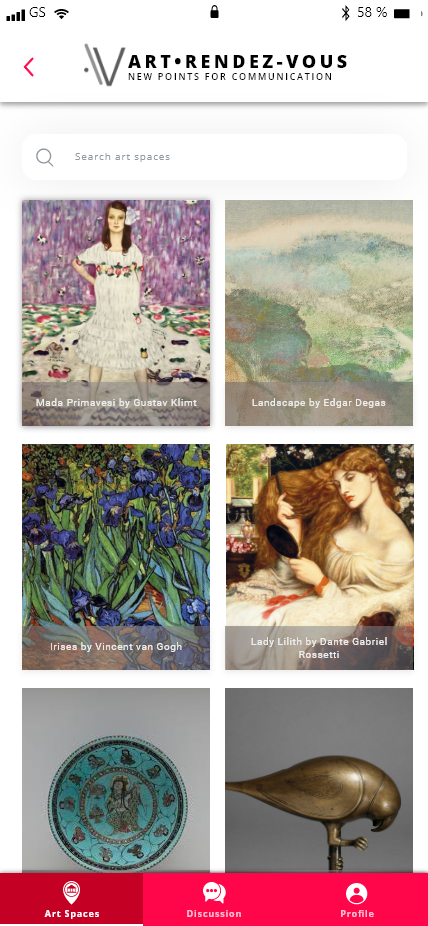 GS
58 %
ART•RENDEZ-VOUS
NEW POINTS FOR COMMUNICATION
Search art spaces
Mada Primavesi by Gustav Klimt
Landscape by Edgar Degas
Irises by Vincent van Gogh
Lady Lilith by Dante Gabriel
Rossetti
Art Spaces
Discussion
Profile